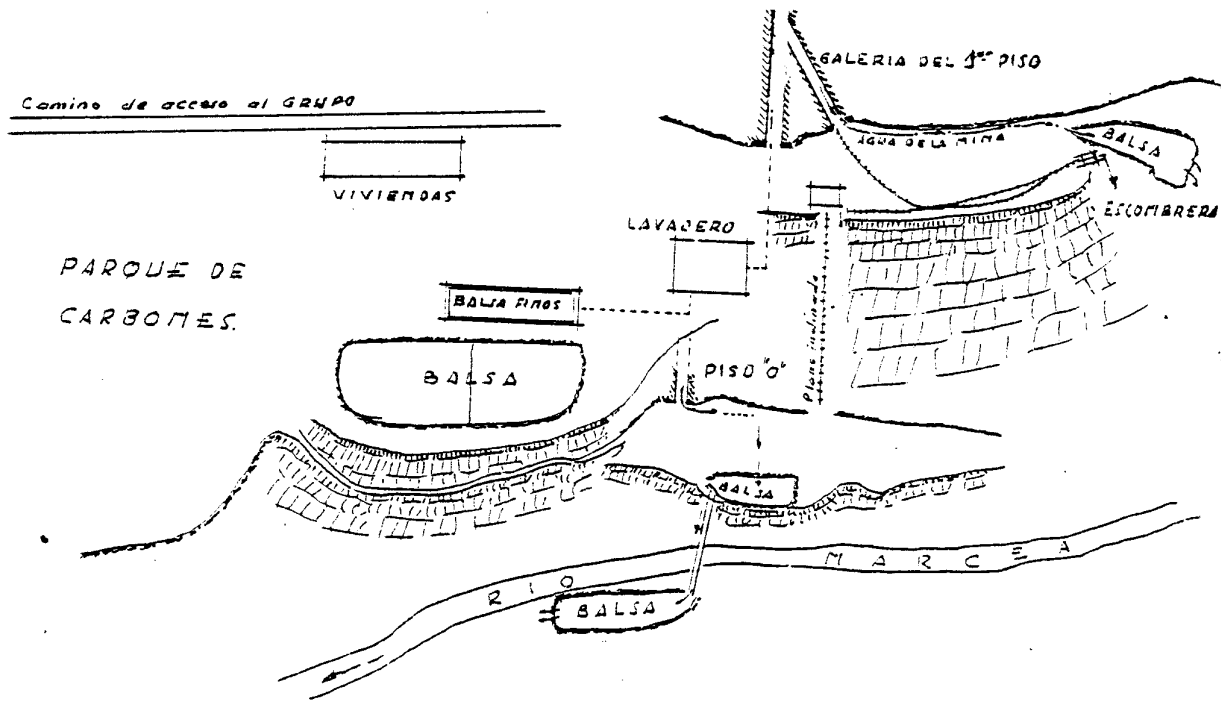 GALERIA DEL 1er PISO
Camino de acceso al GRUPO
AGUA DE LA MINA
BALSA
VIVIENDAS
ESCOMBRERA
LAVADERO
PARQUE DE
CARBONES.
BALSA FINOS
Plano inclinado
BALSA
PISO "0"
BALSA
RIO MARCEA
BALSA